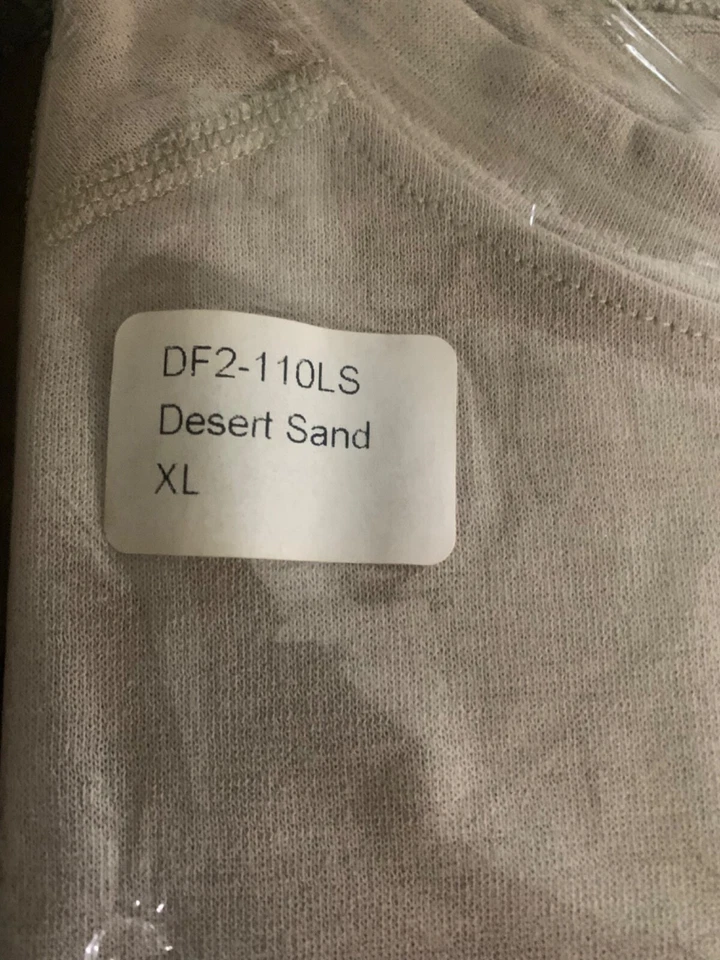 DF2-110LS
Desert Sand
XL